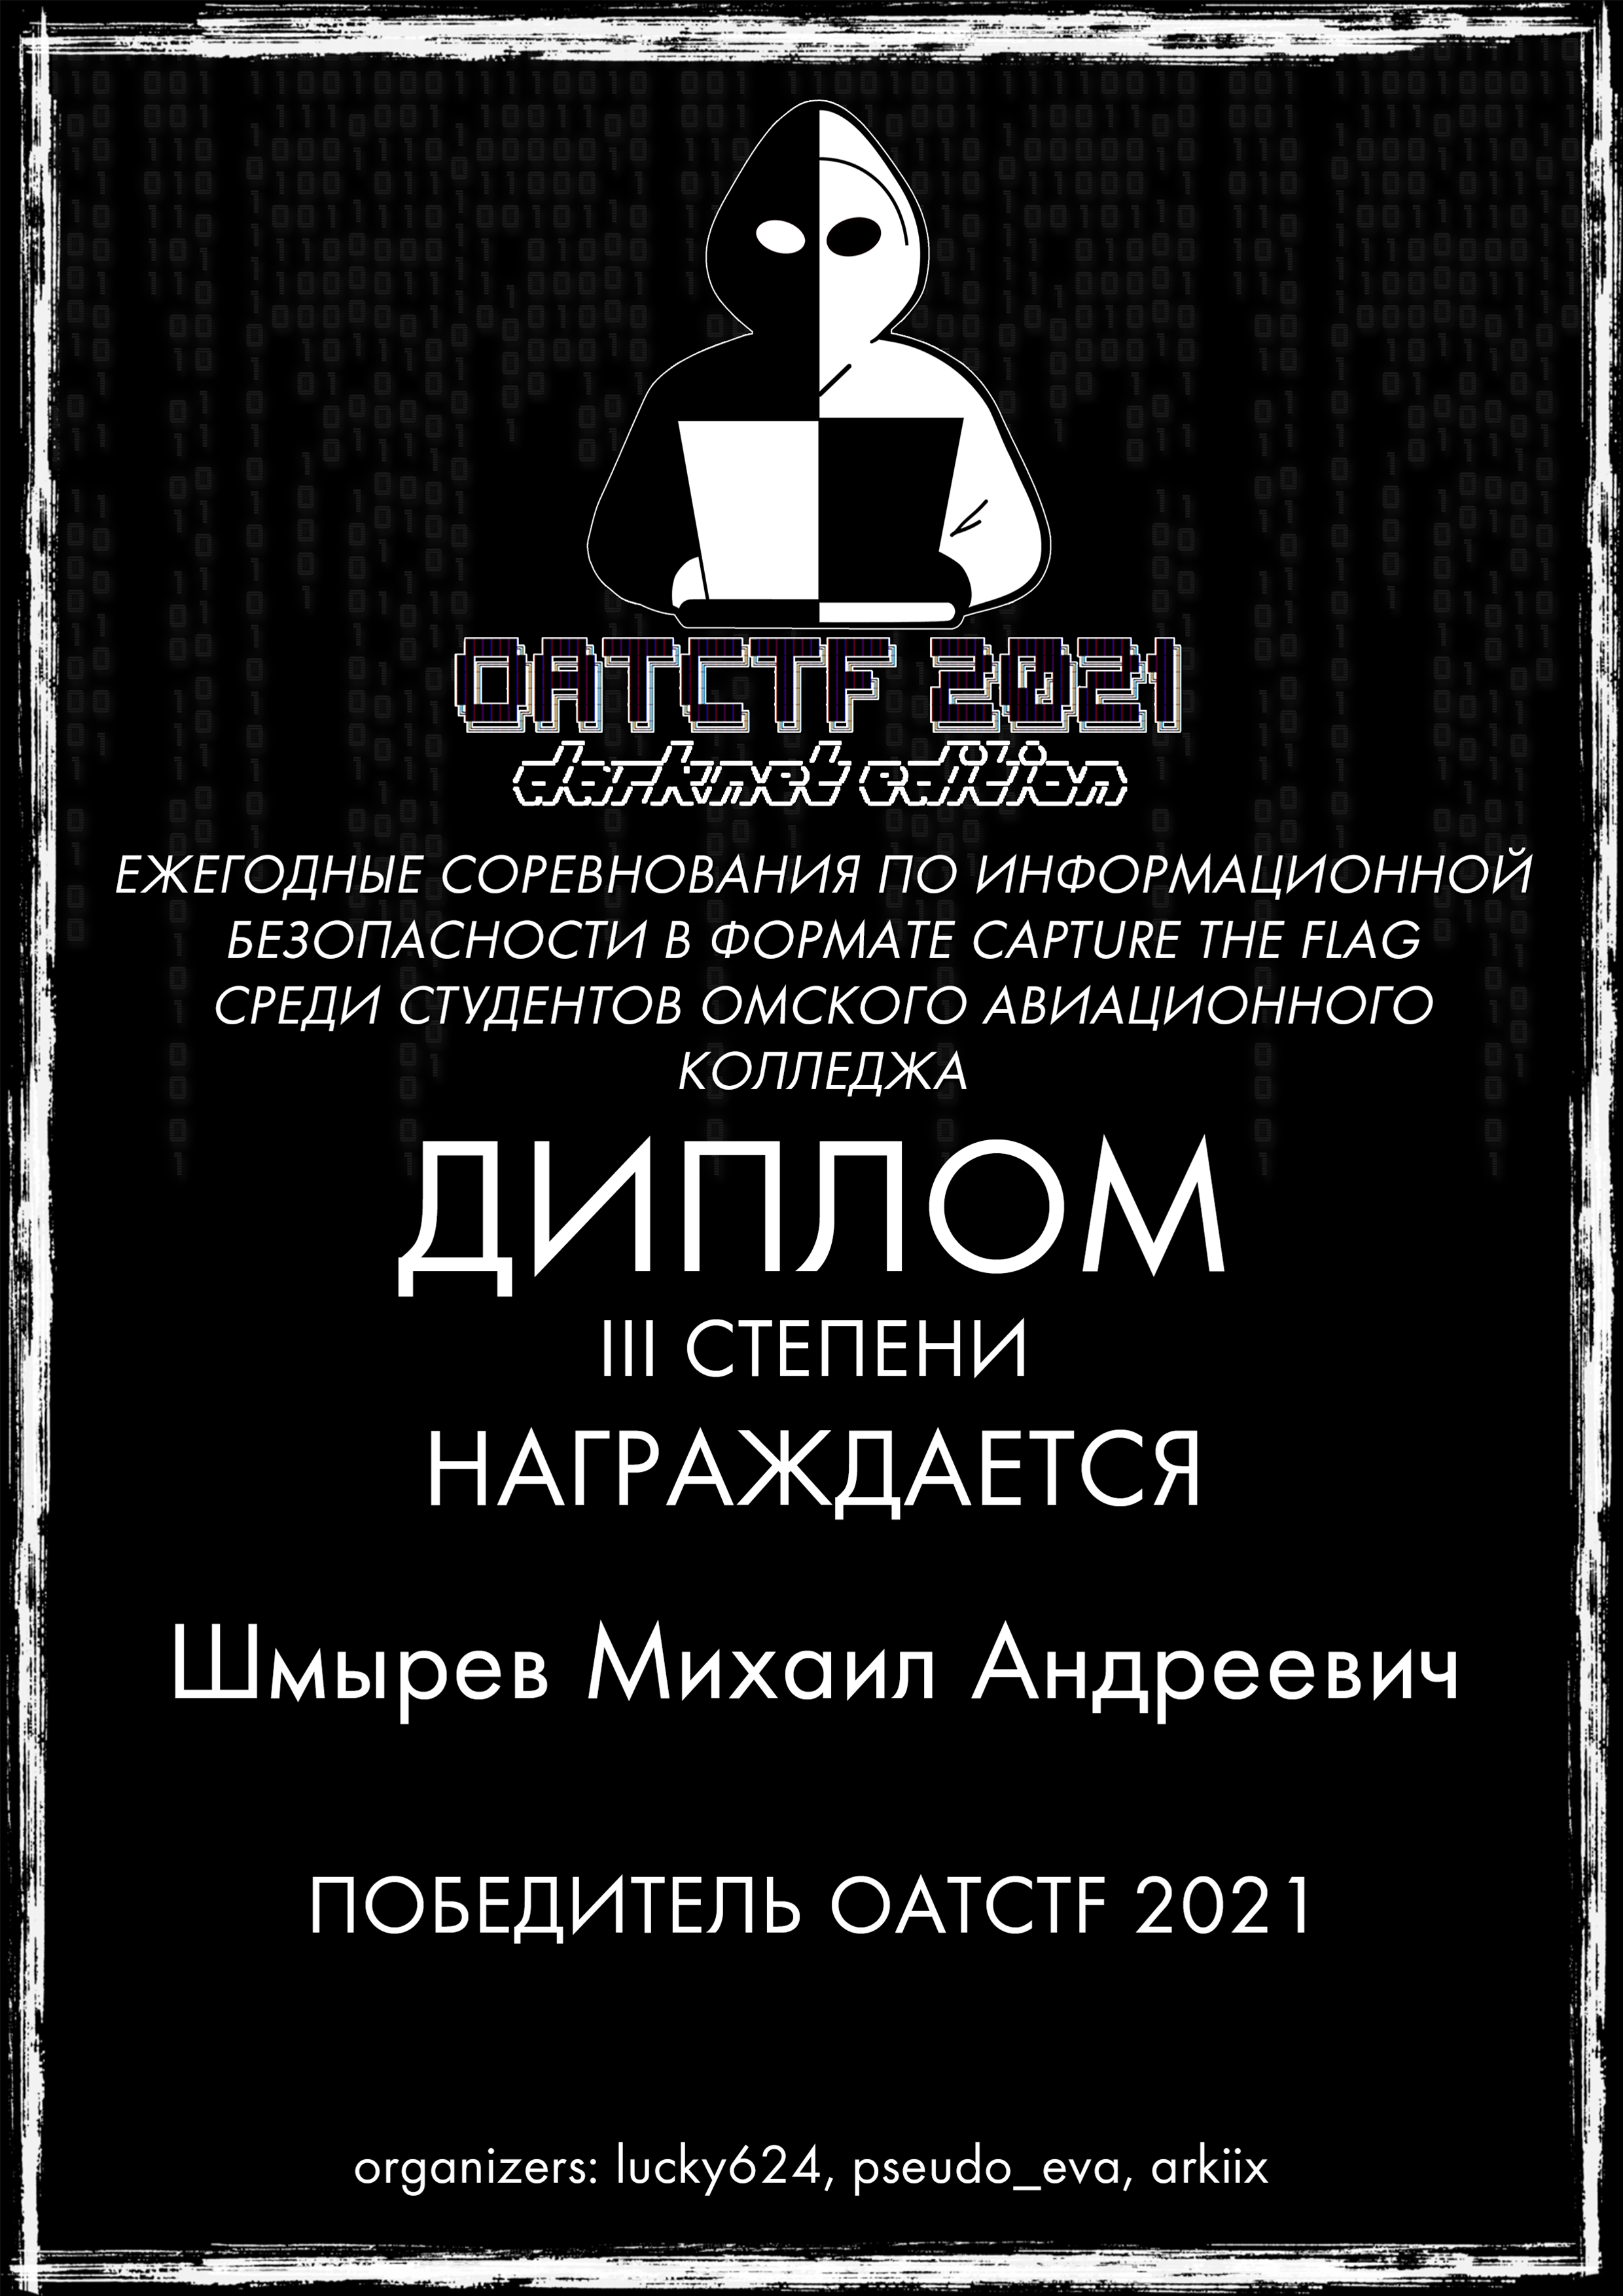 OATCTF 2021
darknet edition
ЕЖЕГОДНЫЕ СОРЕВНОВАНИЯ ПО ИНФОРМАЦИОННОЙ
БЕЗОПАСНОСТИ В ФОРМАТЕ CAPTURE THE FLAG
СРЕДИ СТУДЕНТОВ ОМСКОГО АВИАЦИОННОГО
КОЛЛЕДЖА
ДИПЛОМ
III СТЕПЕНИ
НАГРАЖДАЕТСЯ
Шмырев Михаил Андреевич
ПОБЕДИТЕЛЬ OATCTF 2021
organizers: lucky624, pseudo_eva, arkiix